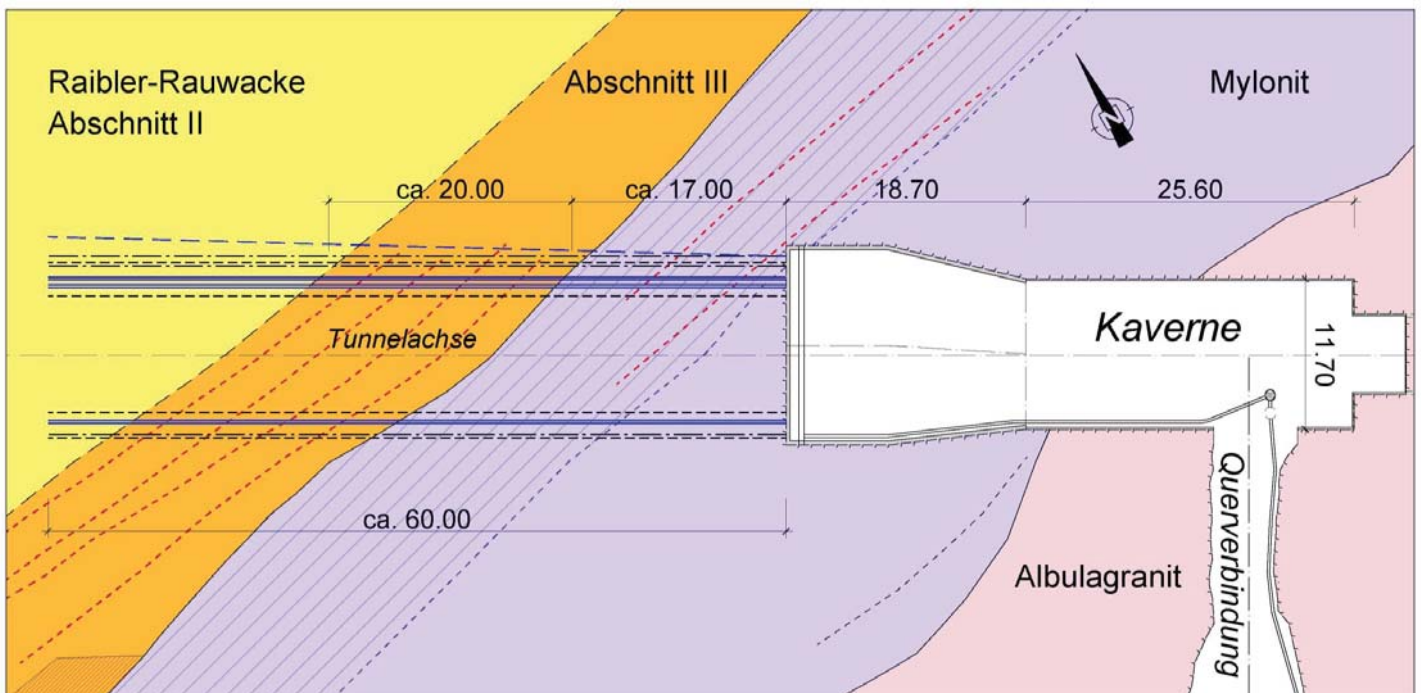 Raibler-Rauwacke
Abschnitt II
Abschnitt III
Mylonit
N
ca. 20.00
ca. 17.00
18.70
25.60
Tunnelachse
Kaverne
11.70
ca. 60.00
Querverbindung
Albulagranit